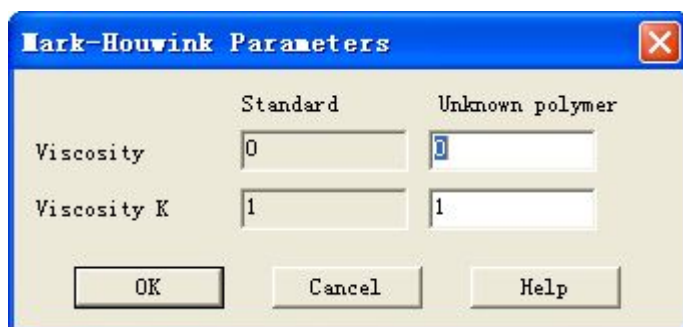 Mark-Houwink Parameters
Standard Unknown polymer
Viscosity 0 0
Viscosity K 1 1
OK Cancel Help